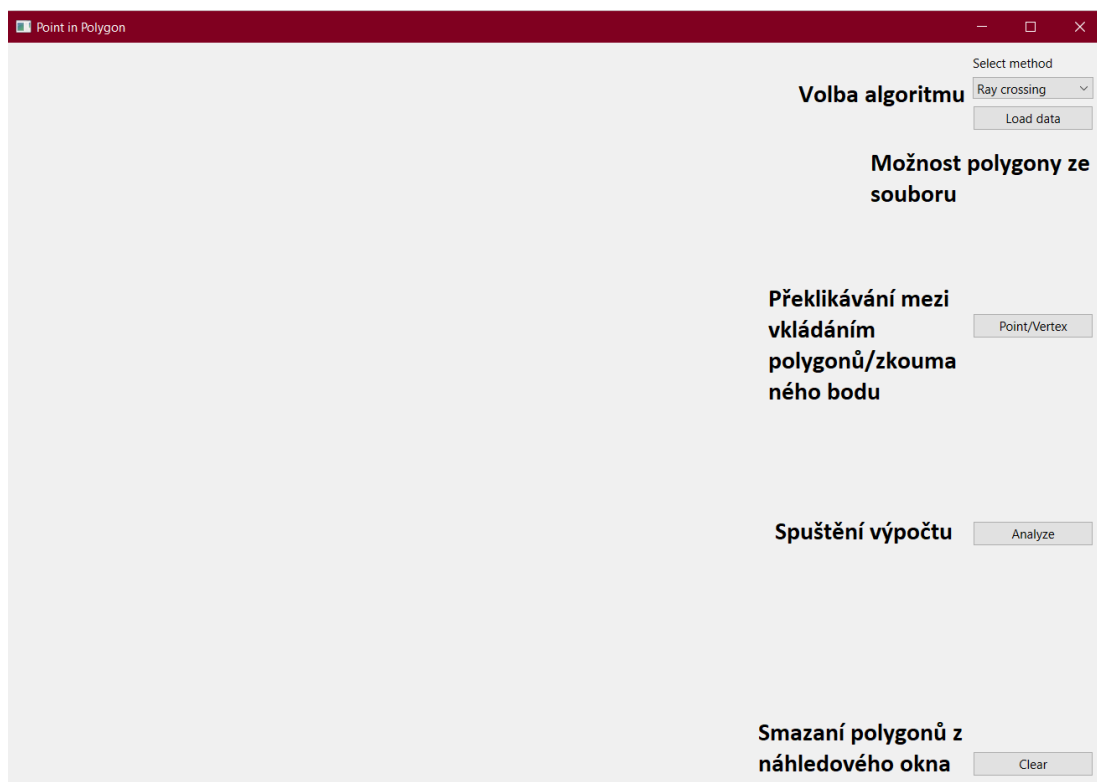 Point in Polygon
Select method
Volba algoritmu
Ray crossing
Load data
Možnost polygony ze
souboru
Překlikávání mezi
vkládáním
polygonů/zkouma
ného bodu
Point/Vertex
Spuštění výpočtu
Analyze
Smazaní polygonů z
náhledového okna
Clear